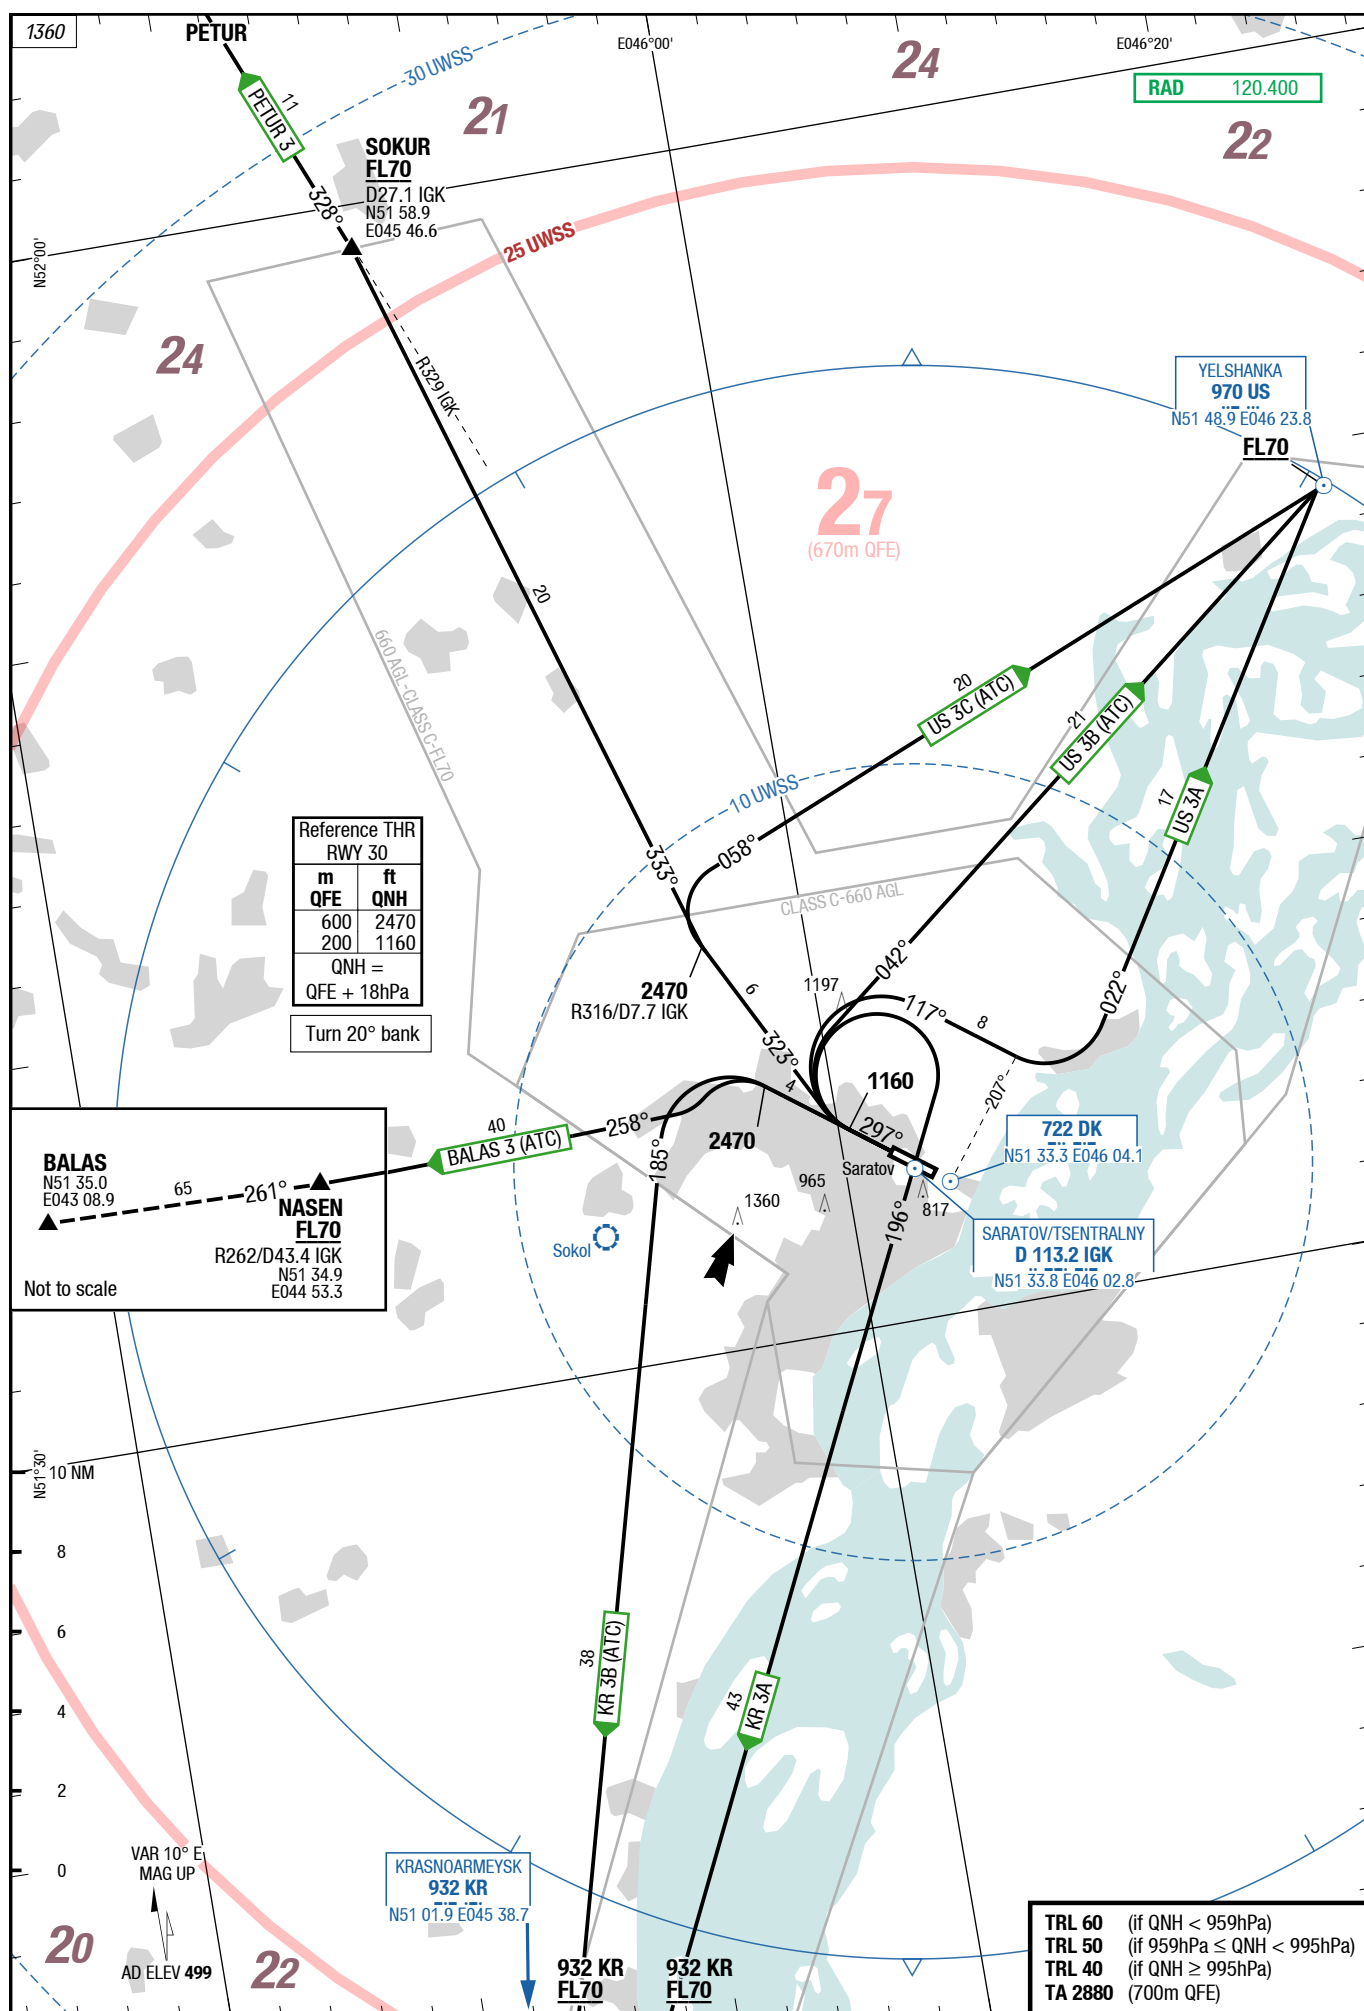 1360
PETUR
30 UWSS
E046°00'
24
E046°20'
RAD 120.400
21
22
11
PETUR 3
SOKUR
FL70
D27.1 IGK
N51 58.9
E045 46.6
328°
N52°00'
25 UWSS
24
R329 IGK
YELSHANKA
970 US
N51 48.9 E046 23.8
FL70
27
(670m QFE)
20
660 AGL-CLASS C-FL70
20
US 3C (ATC)
21
US 3B (ATC)
17
US 3A
10 UWSS
Reference THR
RWY 30
m ft
QFE QNH
600 2470
200 1160
QNH =
QFE + 18hPa
Turn 20° bank
333°
058°
CLASS C-660 AGL
042°
022°
2470
R316/D7.7 IGK
6
1197
117°
8
323°
4
1160
207°
297°
722 DK
N51 33.3 E046 04.1
40
BALAS 3 (ATC)
258°
185°
2470
Saratov
BALAS
N51 35.0
E043 08.9
65
261°
NASEN
FL70
R262/D43.4 IGK
N51 34.9
E044 53.3
Not to scale
965
1360
817
196°
Sokol
SARATOV/TSENTRALNY
D 113.2 IGK
N51 33.8 E046 02.8
N51°30'
10 NM
8
6
4
2
0
38
KR 3B (ATC)
43
KR 3A
VAR 10° E
MAG UP
AD ELEV 499
20
22
KRASNOARMEYSK
932 KR
N51 01.9 E045 38.7
932 KR
FL70
932 KR
FL70
TRL 60 (if QNH < 959hPa)
TRL 50 (if 959hPa ≤ QNH < 995hPa)
TRL 40 (if QNH ≥ 995hPa)
TA 2880 (700m QFE)